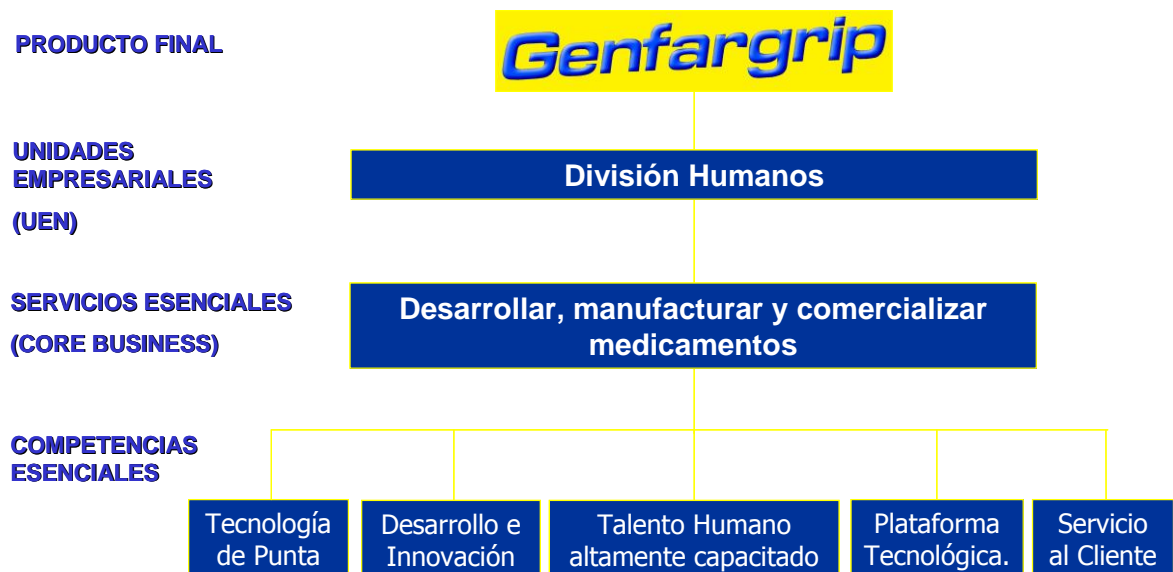 PRODUCTO FINAL
Genfargrip
UNIDADES
EMPRESARIALES
(UEN)
División Humanos
SERVICIOS ESENCIALES
(CORE BUSINESS)
Desarrollar, manufacturar y comercializar
medicamentos
COMPETENCIAS
ESENCIALES
Tecnología
de Punta
Desarrollo e
Innovación
Talento Humano
altamente capacitado
Plataforma
Tecnológica.
Servicio
al Cliente